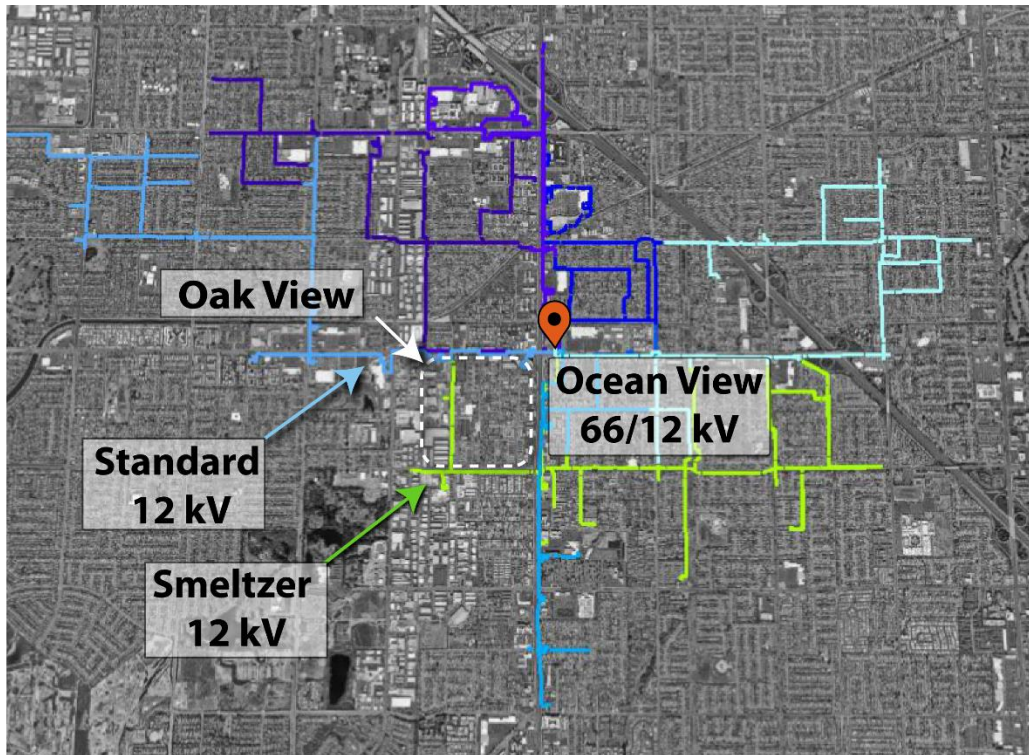 Oak View
Ocean View
66/12 kV
Standard
12 kV
Smeltzer
12 kV